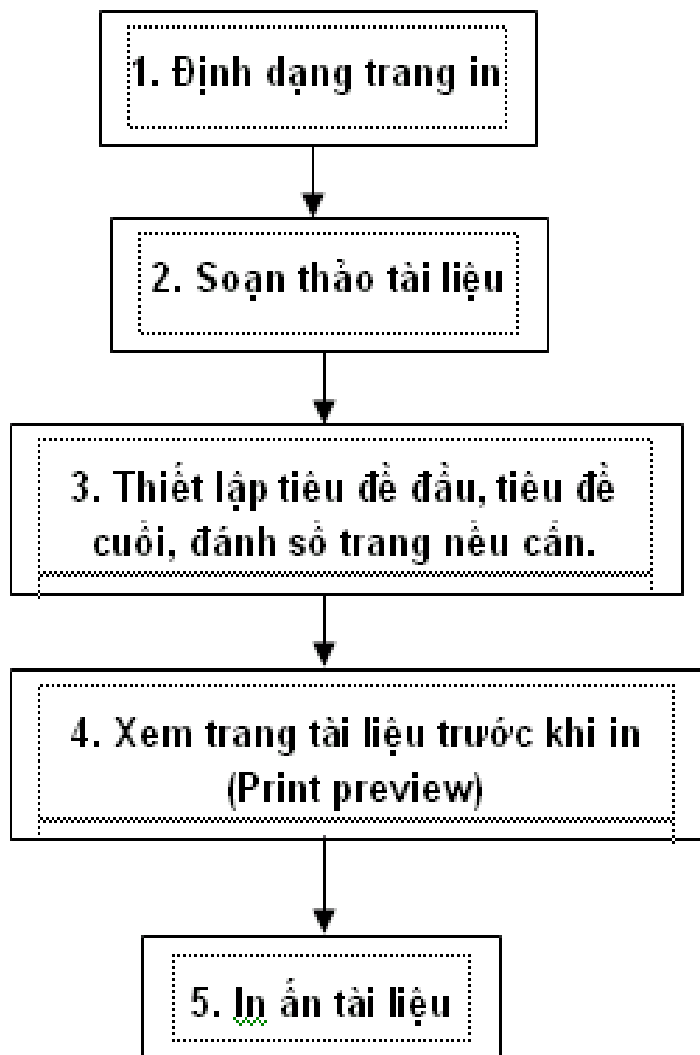 1. Định dạng trang in
2. Soạn thảo tài liệu
3. Thiết lập tiêu đề đầu, tiêu đề
cuối, đánh số trang nếu cần.
4. Xem trang tài liệu trước khi in
(Print preview)
5. In ấn tài liệu